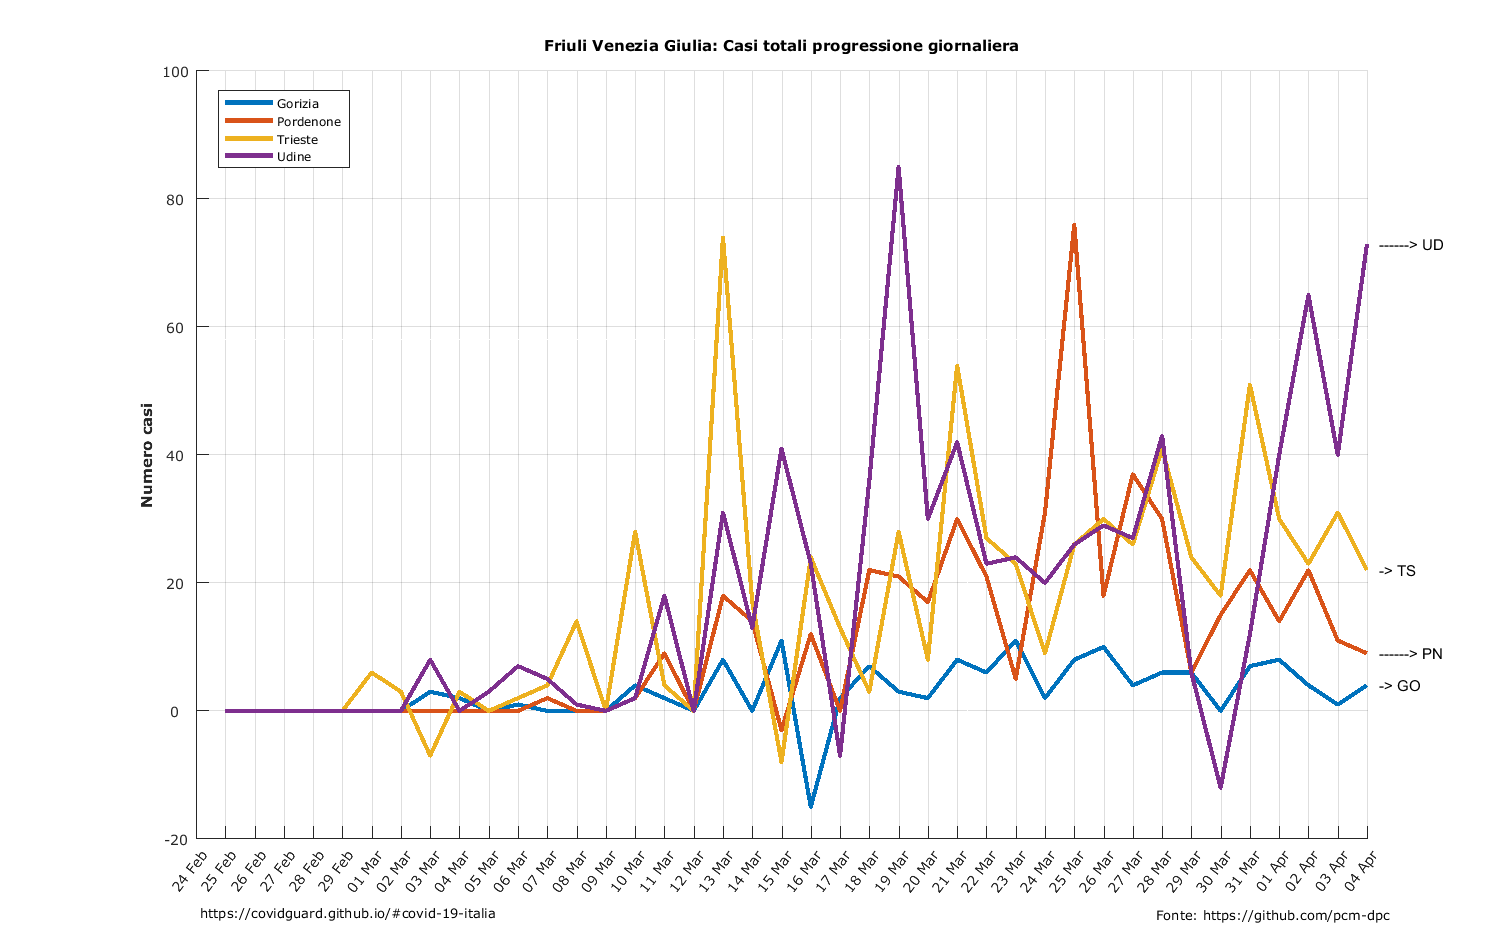 Friuli Venezia Giulia: Casi totali progressione giornaliera
100
80
60
40
20
0
-20
Numero casi
Gorizia
Pordenone
Trieste
Udine
------> UD
-> TS
------> PN
-> GO
24 Feb
25 Feb
26 Feb
27 Feb
28 Feb
29 Feb
01 Mar
02 Mar
03 Mar
04 Mar
05 Mar
06 Mar
07 Mar
08 Mar
09 Mar
10 Mar
11 Mar
12 Mar
13 Mar
14 Mar
15 Mar
16 Mar
17 Mar
18 Mar
19 Mar
20 Mar
21 Mar
22 Mar
23 Mar
24 Mar
25 Mar
26 Mar
27 Mar
28 Mar
29 Mar
30 Mar
31 Mar
01 Apr
02 Apr
03 Apr
04 Apr
https://covidguard.github.io/#covid-19-italia
Fonte: https://github.com/pcm-dpc